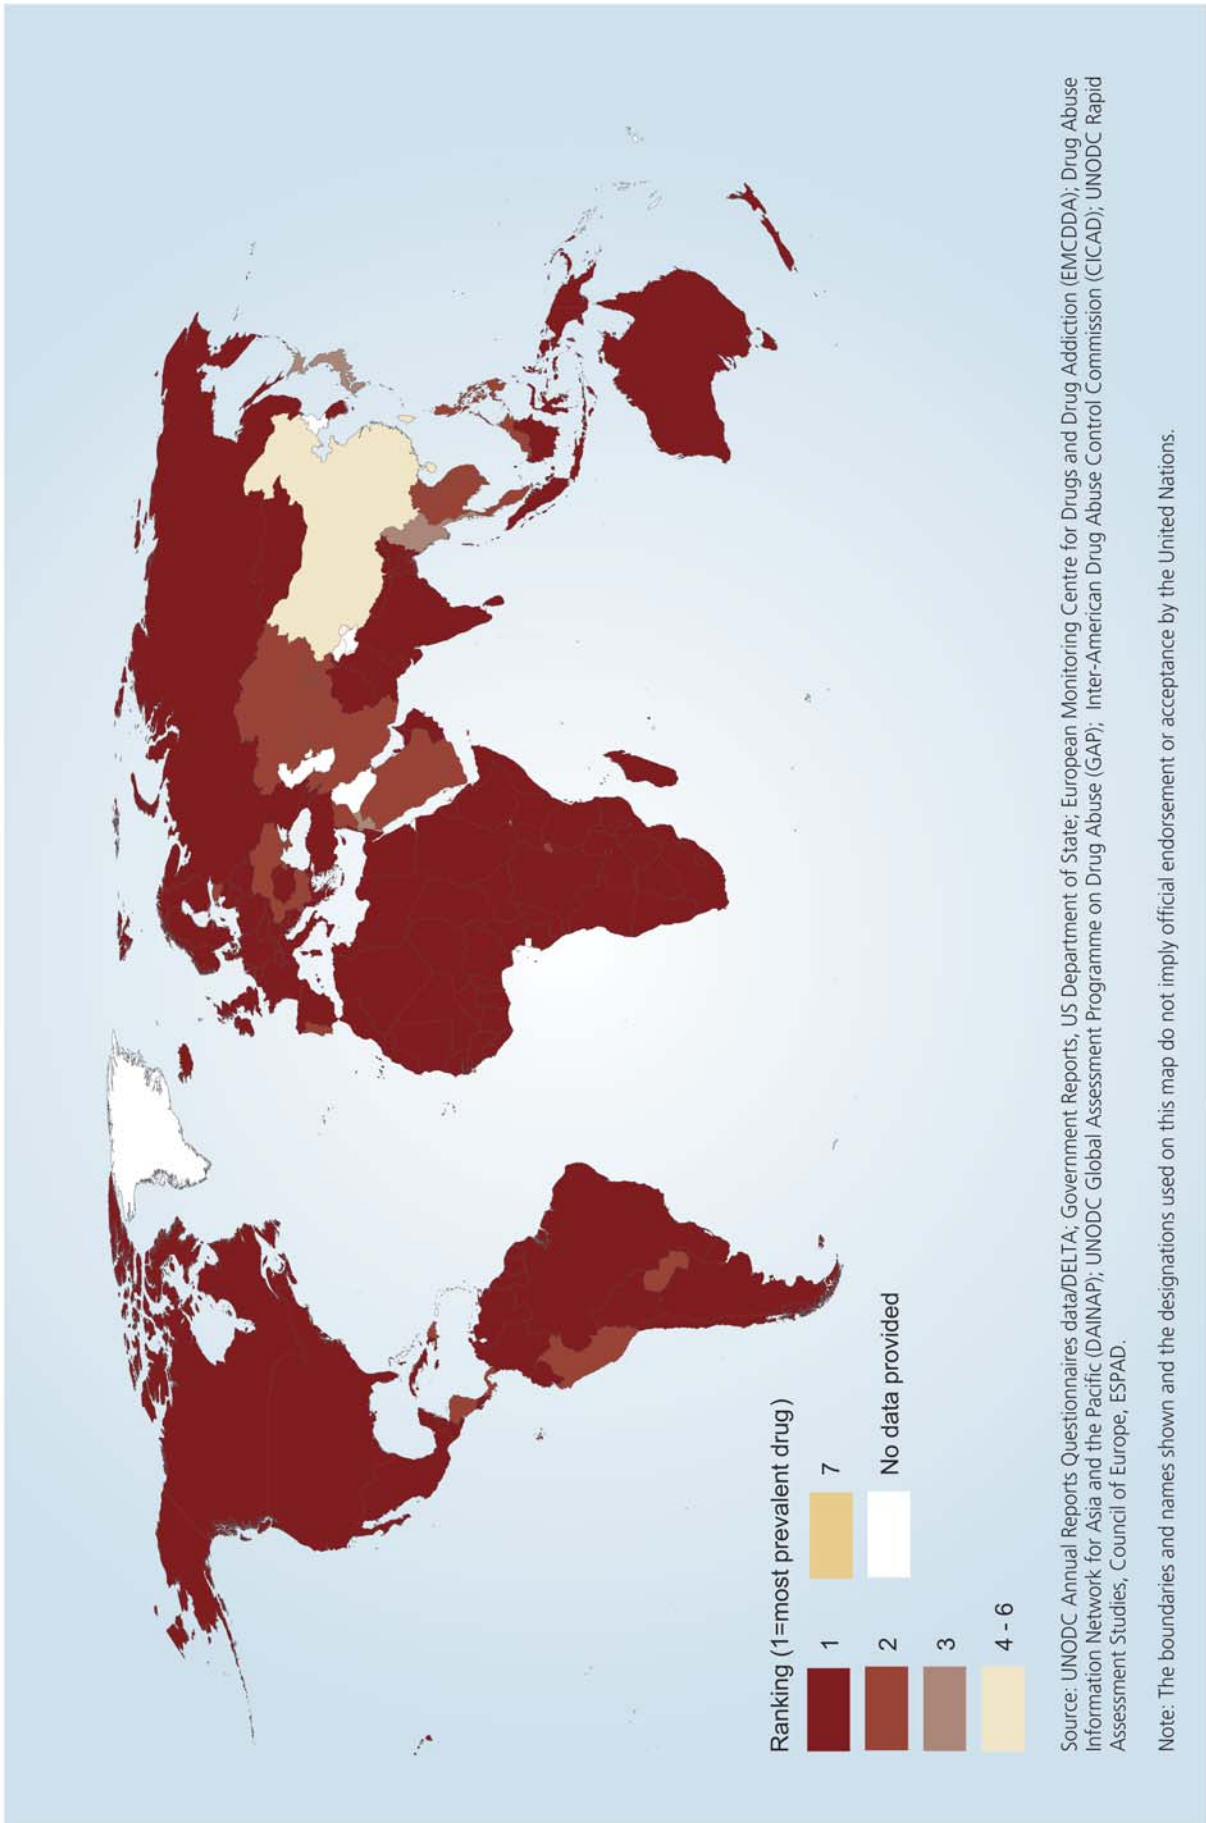 Ranking (1=most prevalent drug)
1
2
3
4 - 6
7
No data provided
Source: UNODC Annual Reports Questionnaires data/DELTA; Government Reports, US Department of State; European Monitoring Centre for Drugs and Drug Addiction (EMCDDA); Drug Abuse
Information Network for Asia and the Pacific (DAINAP); UNODC Global Assessment Programme on Drug Abuse (GAP);  Inter-American Drug Abuse Control Commission (CICAD); UNODC Rapid
Assessment Studies, Council of Europe, ESPAD.
Note: The boundaries and names shown and the designations used on this map do not imply official endorsement or acceptance by the United Nations.